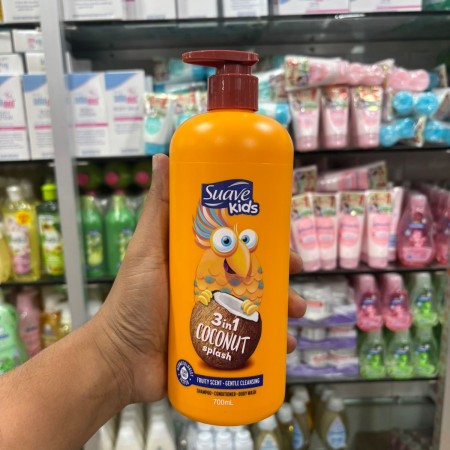 Suave
Kids
3in1
COCONUT
splash
FRUITY SCENT • GENTLE CLEANSING
SHAMPOO • CONDITIONER • BODY WASH
700mL